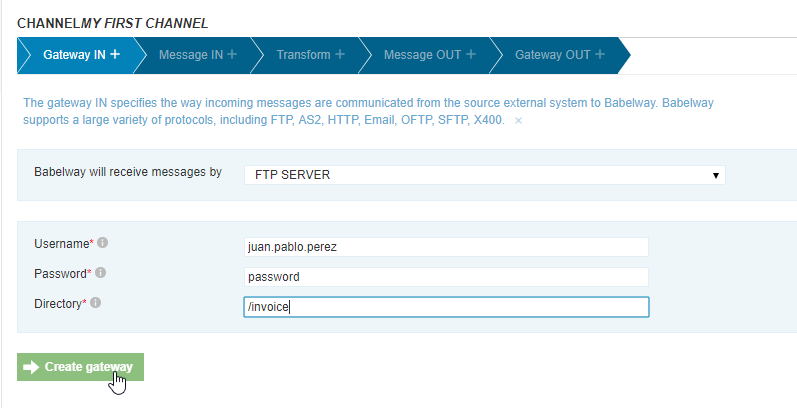 CHANNELMY FIRST CHANNEL
Gateway IN + Message IN + Transform + Message OUT + Gateway OUT +
The gateway IN specifies the way incoming messages are communicated from the source external system to Babelway. Babelway
supports a large variety of protocols, including FTP, AS2, HTTP, Email, OFTP, SFTP, X400. ×
Babelway will receive messages by FTP SERVER
Username* juan.pablo.perez
Password* password
Directory* /invoice
Create gateway